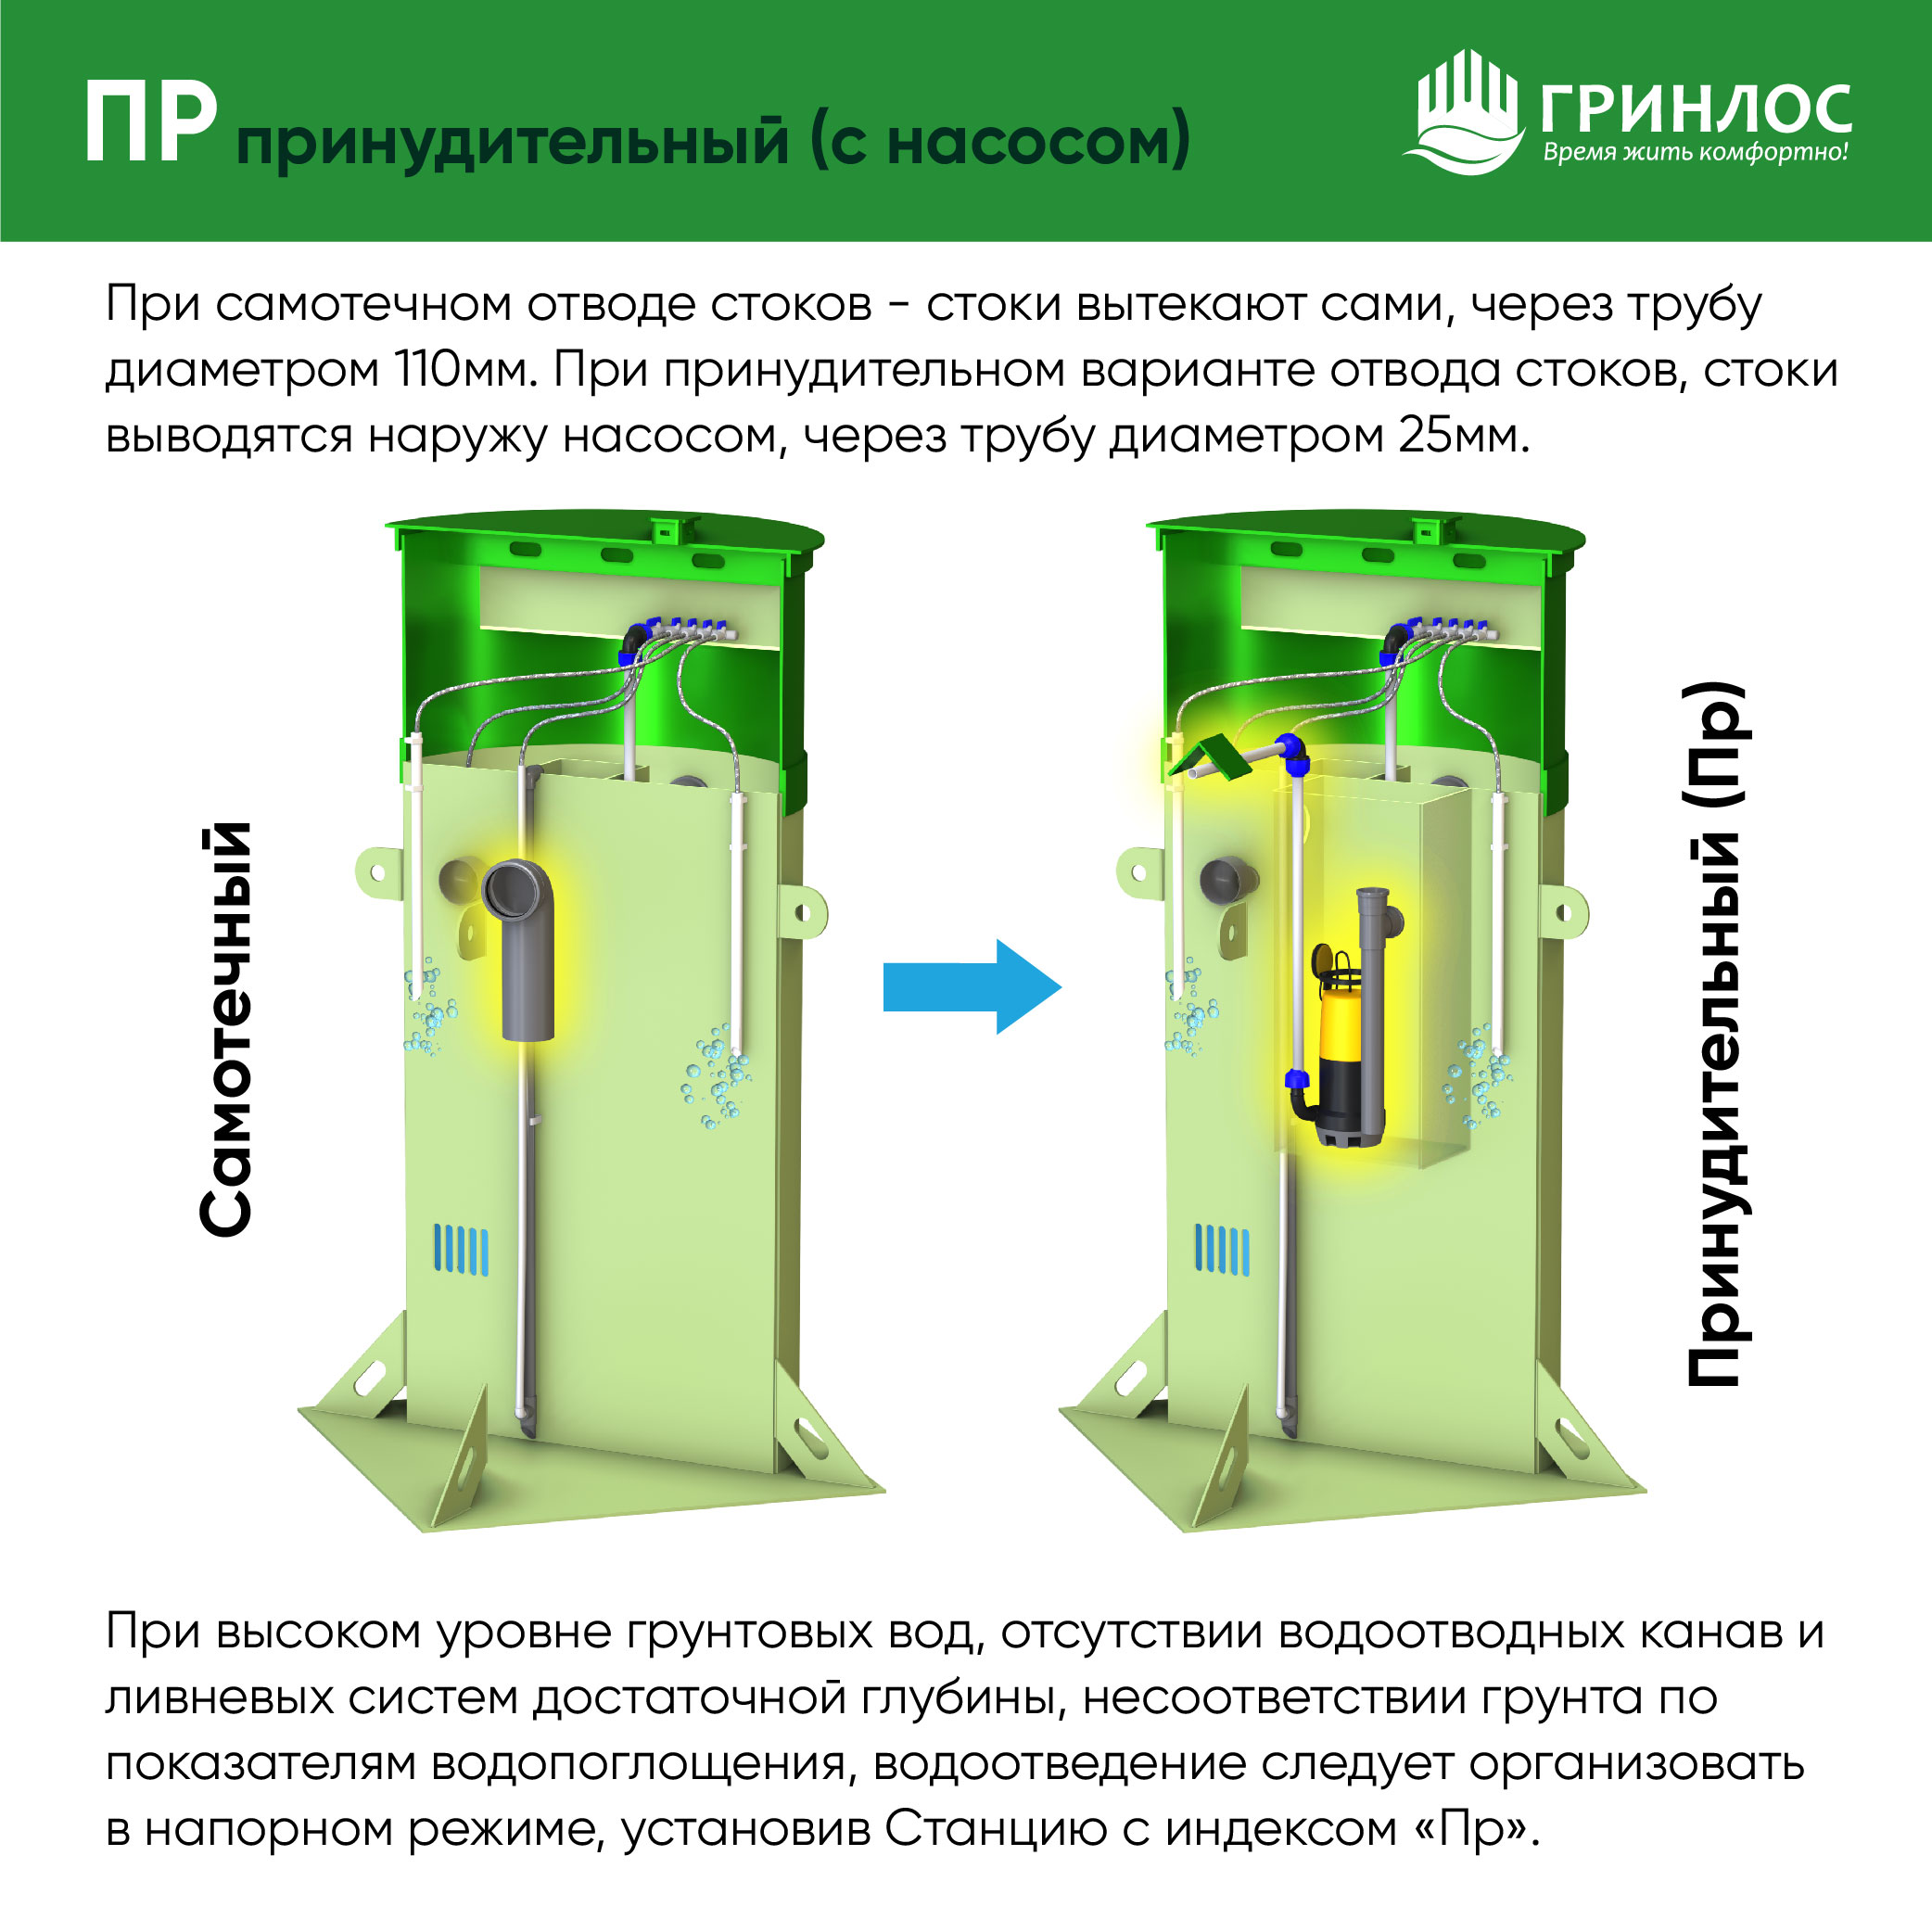 ПР принудительный (с насосом)
ГРИНЛОС
Время жить комфортно!
При самотечном отводе стоков - стоки вытекают сами, через трубу
диаметром 110мм. При принудительном варианте отвода стоков, стоки
выводятся наружу насосом, через трубу диаметром 25мм.
Самотечный
Принудительный (Пр)
При высоком уровне грунтовых вод, отсутствии водоотводных канав и
ливневых систем достаточной глубины, несоответствии грунта по
показателям водопоглощения, водоотведение следует организовать
в напорном режиме, установив Станцию с индексом «Пр».